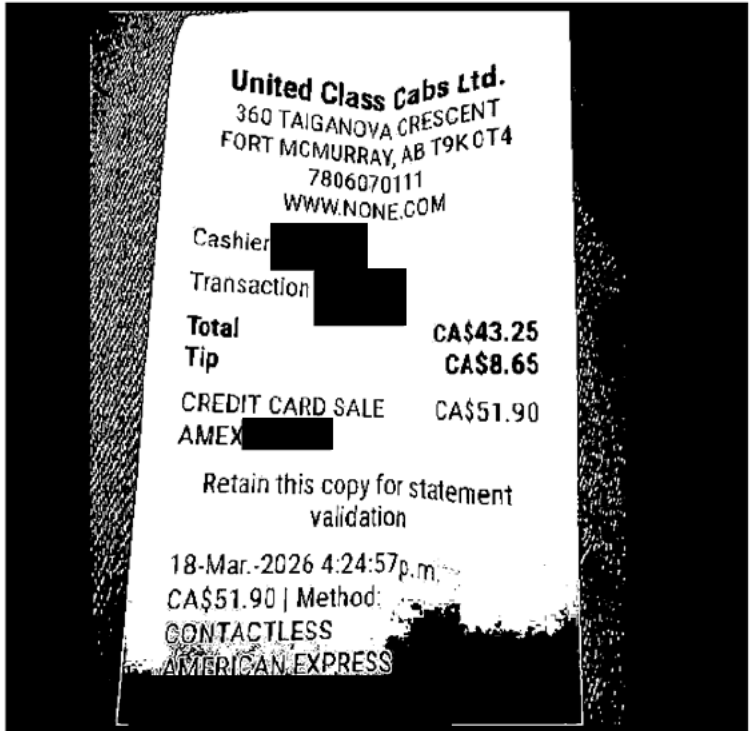 United Class Cabs Ltd.
360 TAIGANOVA CRESCENT
FORT MCMURRAY, AB T9K0T4
7806070111
WWW.NONE.COM
Cashier
Transaction
Total CA$43.25
Tip CA$8.65
CREDIT CARD SALE CA$51.90
AMEX
Retain this copy for statement
validation
18-Mar.-2026 4:24:57p.m.
CA$51.90 | Method:
CONTACTLESS
AMERICAN EXPRESS